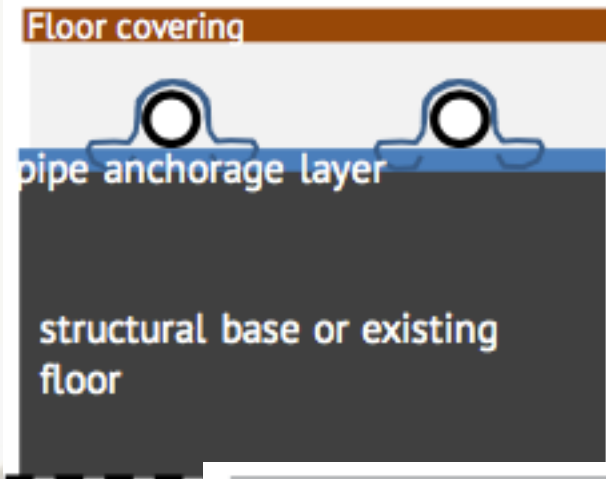 Floor covering
pipe anchorage layer
structural base or existing
floor